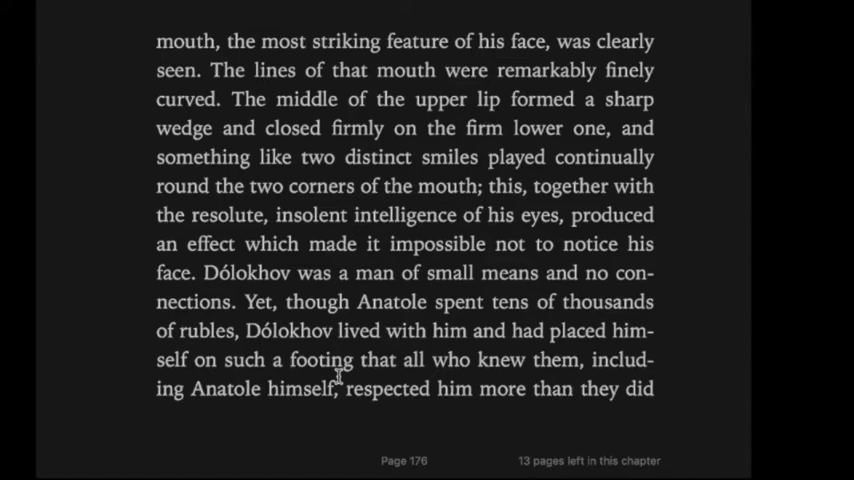 mouth, the most striking feature of his face, was clearly
seen. The lines of that mouth were remarkably finely
curved. The middle of the upper lip formed a sharp
wedge and closed firmly on the firm lower one, and
something like two distinct smiles played continually
round the two corners of the mouth; this, together with
the resolute, insolent intelligence of his eyes, produced
an effect which made it impossible not to notice his
face. Dólokhov was a man of small means and no con-
nections. Yet, though Anatole spent tens of thousands
of rubles, Dólokhov lived with him and had placed him-
self on such a footing that all who knew them, includ-
ing Anatole himself, respected him more than they did
Page 176 13 pages left in this chapter